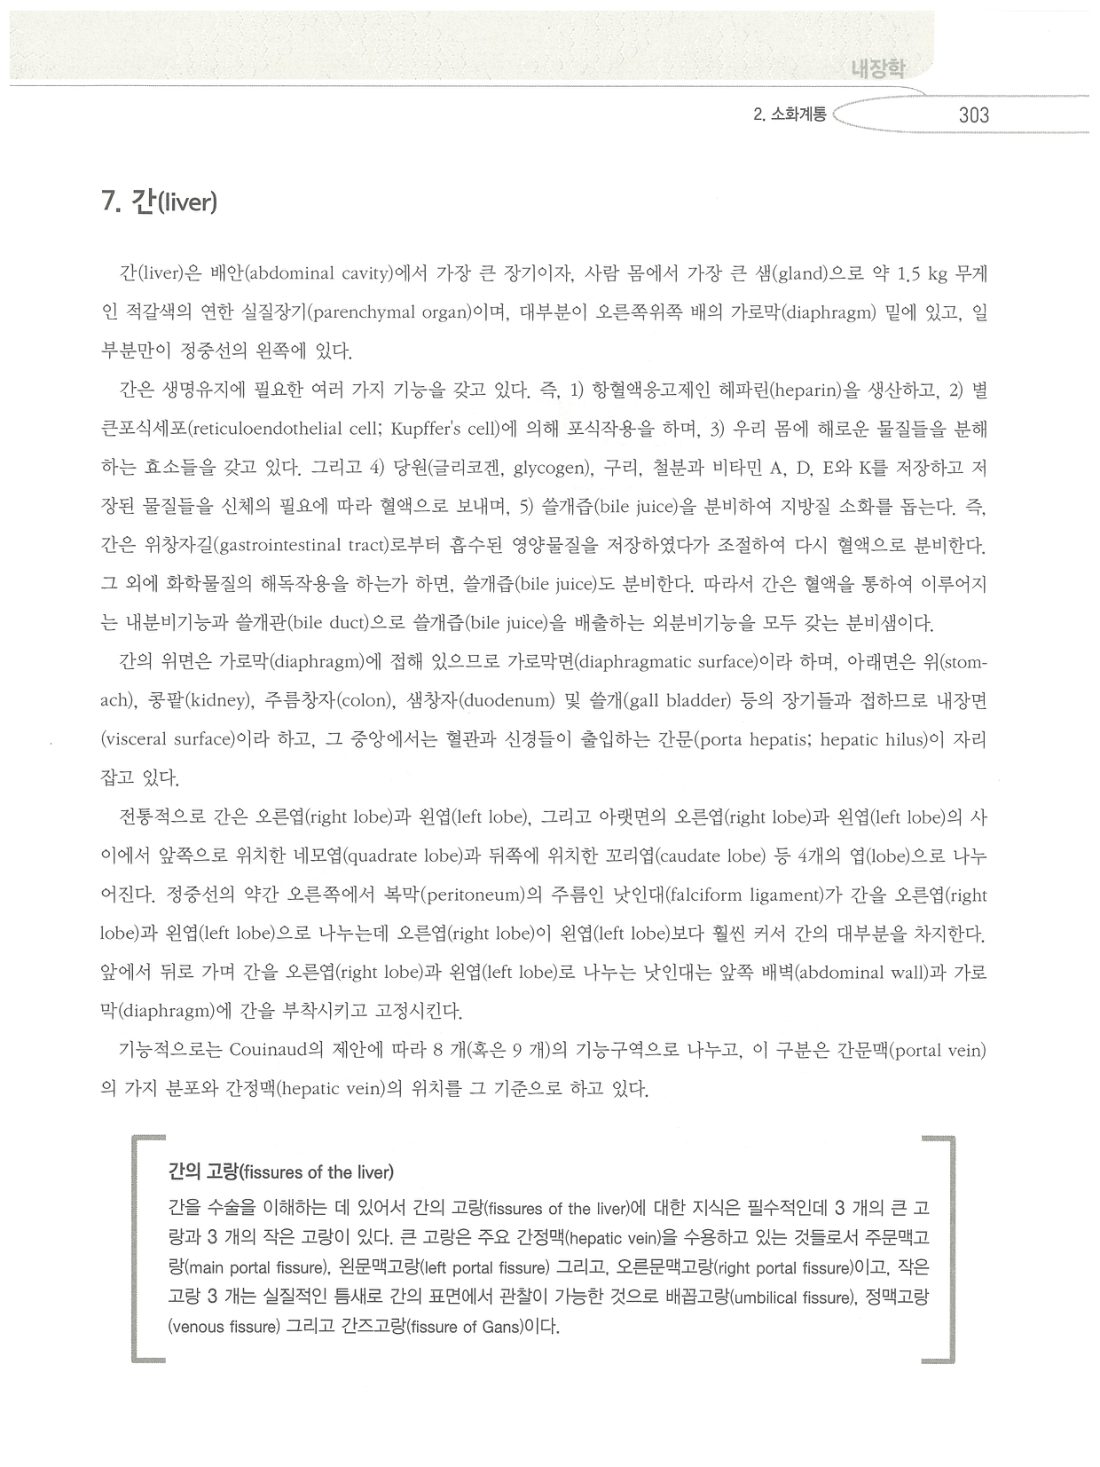 내장학
2. 소화계통
303
7. 간(liver)
간(liver)은 배안(abdominal cavity)에서 가장 큰 장기이자, 사람 몸에서 가장 큰 샘(gland)으로 약 1.5 kg 무게
인 적갈색의 연한 실질장기(parenchymal organ)이며, 대부분이 오른쪽위쪽 배의 가로막(diaphragm) 밑에 있고, 일
부분만이 정중선의 왼쪽에 있다.
간은 생명유지에 필요한 여러 가지 기능을 갖고 있다. 즉, 1) 항혈액응고제인 헤파린(heparin)을 생산하고, 2) 별
큰포식세포(reticuloendothelial cell; Kupffer's cell)에 의해 포식작용을 하며, 3) 우리 몸에 해로운 물질들을 분해
하는 효소들을 갖고 있다. 그리고 4) 당원(글리코겐, glycogen), 구리, 철분과 비타민 A, D, E와 K를 저장하고 저
장된 물질들을 신체의 필요에 따라 혈액으로 보내며, 5) 쓸개즙(bile juice)을 분비하여 지방질 소화를 돕는다. 즉,
간은 위창자길(gastrointestinal tract)로부터 흡수된 영양물질을 저장하였다가 조절하여 다시 혈액으로 분비한다.
그 외에 화학물질의 해독작용을 하는가 하면, 쓸개즙(bile juice)도 분비한다. 따라서 간은 혈액을 통하여 이루어지
는 내분비기능과 쓸개관(bile duct)으로 쓸개즙(bile juice)을 배출하는 외분비기능을 모두 갖는 분비샘이다.
간의 위면은 가로막(diaphragm)에 접해 있으므로 가로막면(diaphragmatic surface)이라 하며, 아래면은 위(stom-
ach), 콩팥(kidney), 주름창자(colon), 샘창자(duodenum) 및 쓸개(gall bladder) 등의 장기들과 접하므로 내장면
(visceral surface)이라 하고, 그 중앙에서는 혈관과 신경들이 출입하는 간문(porta hepatis; hepatic hilus)이 자리
잡고 있다.
전통적으로 간은 오른엽(right lobe)과 왼엽(left lobe), 그리고 아랫면의 오른엽(right lobe)과 왼엽(left lobe)의 사
이에서 앞쪽으로 위치한 네모엽(quadrate lobe)과 뒤쪽에 위치한 꼬리엽(caudate lobe) 등 4개의 엽(lobe)으로 나누
어진다. 정중선의 약간 오른쪽에서 복막(peritoneum)의 주름인 낫인대(falciform ligament)가 간을 오른엽(right
lobe)과 왼엽(left lobe)으로 나누는데 오른엽(right lobe)이 왼엽(left lobe)보다 훨씬 커서 간의 대부분을 차지한다.
앞에서 뒤로 가며 간을 오른엽(right lobe)과 왼엽(left lobe)로 나누는 낫인대는 앞쪽 배벽(abdominal wall)과 가로
막(diaphragm)에 간을 부착시키고 고정시킨다.
기능적으로는 Couinaud의 제안에 따라 8 개(혹은 9 개)의 기능구역으로 나누고, 이 구분은 간문맥(portal vein)
의 가지 분포와 간정맥(hepatic vein)의 위치를 그 기준으로 하고 있다.
간의 고랑(fissures of the liver)
간을 수술을 이해하는 데 있어서 간의 고랑(fissures of the liver)에 대한 지식은 필수적인데 3 개의 큰 고
랑과 3 개의 작은 고랑이 있다. 큰 고랑은 주요 간정맥(hepatic vein)을 수용하고 있는 것들로서 주문맥고
랑(main portal fissure), 왼문맥고랑(left portal fissure) 그리고, 오른문맥고랑(right portal fissure)이고, 작은
고랑 3 개는 실질적인 틈새로 간의 표면에서 관찰이 가능한 것으로 배꼽고랑(umbilical fissure), 정맥고랑
(venous fissure) 그리고 간즈고랑(fissure of Gans)이다.